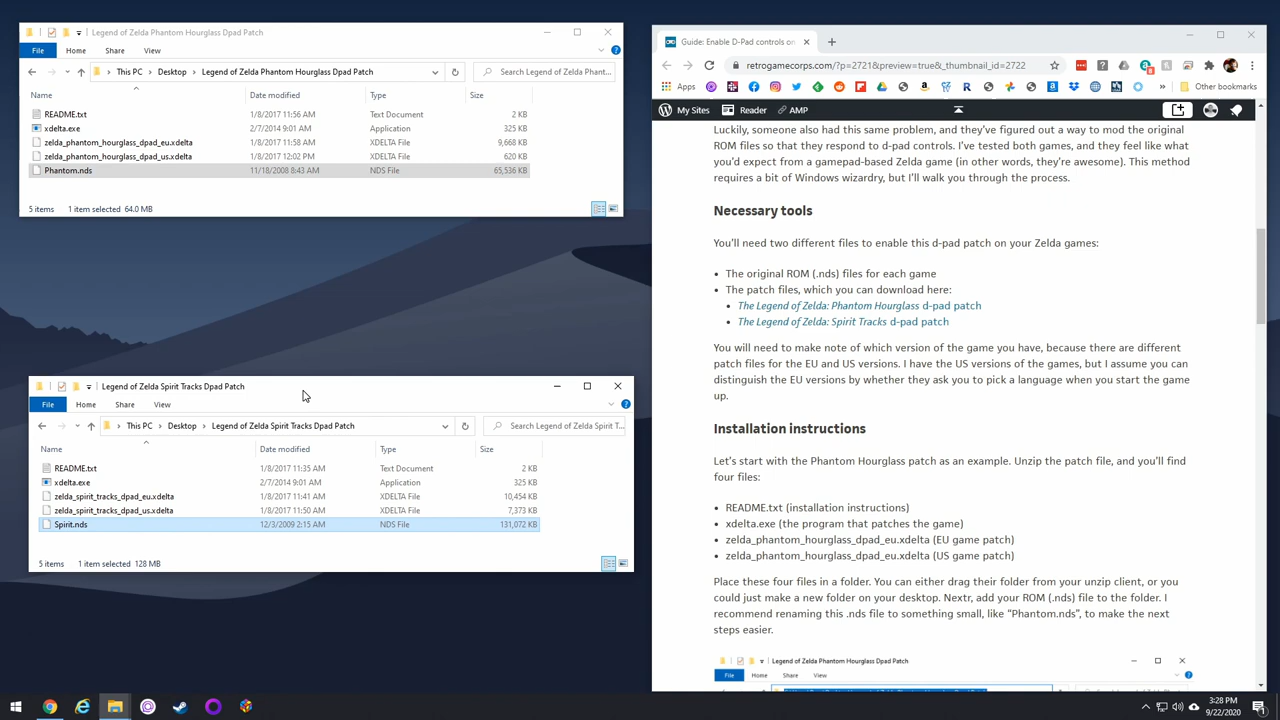 Legend of Zelda Phantom Hourglass Dpad Patch
File Home Share View
This PC Desktop Legend of Zelda Phantom Hourglass Dpad Patch Search Legend of Zelda Phant...
Name Date modified Type Size
README.txt 1/8/2017 11:56 AM Text Document 2 KB
xdelta.exe 2/7/2014 9:01 AM Application 325 KB
zelda_phantom_hourglass_dpad_eu.xdelta 1/8/2017 11:58 AM XDELTA File 9,668 KB
zelda_phantom_hourglass_dpad_us.xdelta 1/8/2017 12:02 PM XDELTA File 620 KB
Phantom.nds 11/18/2008 8:43 AM NDS File 65,536 KB
5 items 1 item selected 64.0 MB
Legend of Zelda Spirit Tracks Dpad Patch
File Home Share View
This PC Desktop Legend of Zelda Spirit Tracks Dpad Patch Search Legend of Zelda Spirit T...
Name Date modified Type Size
README.txt 1/8/2017 11:35 AM Text Document 2 KB
xdelta.exe 2/7/2014 9:01 AM Application 325 KB
zelda_spirit_tracks_dpad_eu.xdelta 1/8/2017 11:41 AM XDELTA File 10,454 KB
zelda_spirit_tracks_dpad_us.xdelta 1/8/2017 11:50 AM XDELTA File 7,373 KB
Spirit.nds 12/3/2009 2:15 AM NDS File 131,072 KB
5 items 1 item selected 128 MB
Guide: Enable D-Pad controls on
retrogamecorps.com/?p=2721&preview=true&_thumbnail_id=2722
Apps Other bookmarks
My Sites Reader AMP
Luckily, someone also had this same problem, and they've figured out a way to mod the original
ROM files so that they respond to d-pad controls. I've tested both games, and they feel like what
you'd expect from a gamepad-based Zelda game (in other words, they're awesome). This method
requires a bit of Windows wizardry, but I'll walk you through the process.
Necessary tools
You'll need two different files to enable this d-pad patch on your Zelda games:
• The original ROM (.nds) files for each game
• The patch files, which you can download here:
• The Legend of Zelda: Phantom Hourglass d-pad patch
• The Legend of Zelda: Spirit Tracks d-pad patch
You will need to make note of which version of the game you have, because there are different
patch files for the EU and US versions. I have the US versions of the games, but I assume you can
distinguish the EU versions by whether they ask you to pick a language when you start the game
up.
Installation instructions
Let's start with the Phantom Hourglass patch as an example. Unzip the patch file, and you'll find
four files:
• README.txt (installation instructions)
• xdelta.exe (the program that patches the game)
• zelda_phantom_hourglass_dpad_eu.xdelta (EU game patch)
• zelda_phantom_hourglass_dpad_eu.xdelta (US game patch)
Place these four files in a folder. You can either drag their folder from your unzip client, or you
could just make a new folder on your desktop. Nextr, add your ROM (.nds) file to the folder. I
recommend renaming this .nds file to something small, like "Phantom.nds", to make the next
steps easier.
Legend of Zelda Phantom Hourglass Dpad Patch
File Home Share View
3:28 PM
9/22/2020